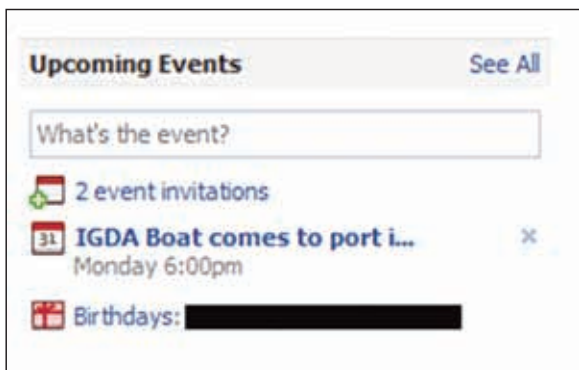 Upcoming Events See All
What's the event?
2 event invitations
31 IGDA Boat comes to port i...
Monday 6:00pm
Birthdays: